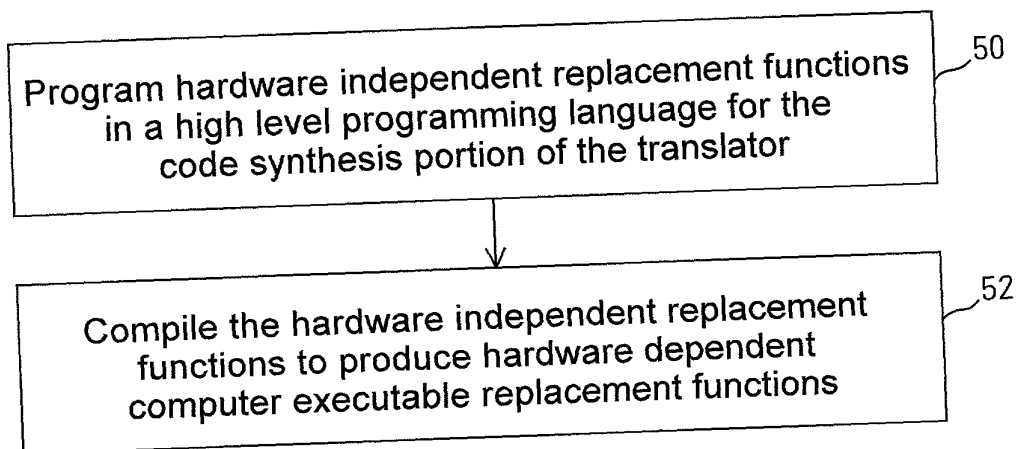 Program hardware independent replacement functions
in a high level programming language for the
code synthesis portion of the translator
50
Compile the hardware independent replacement
functions to produce hardware dependent
computer executable replacement functions
52